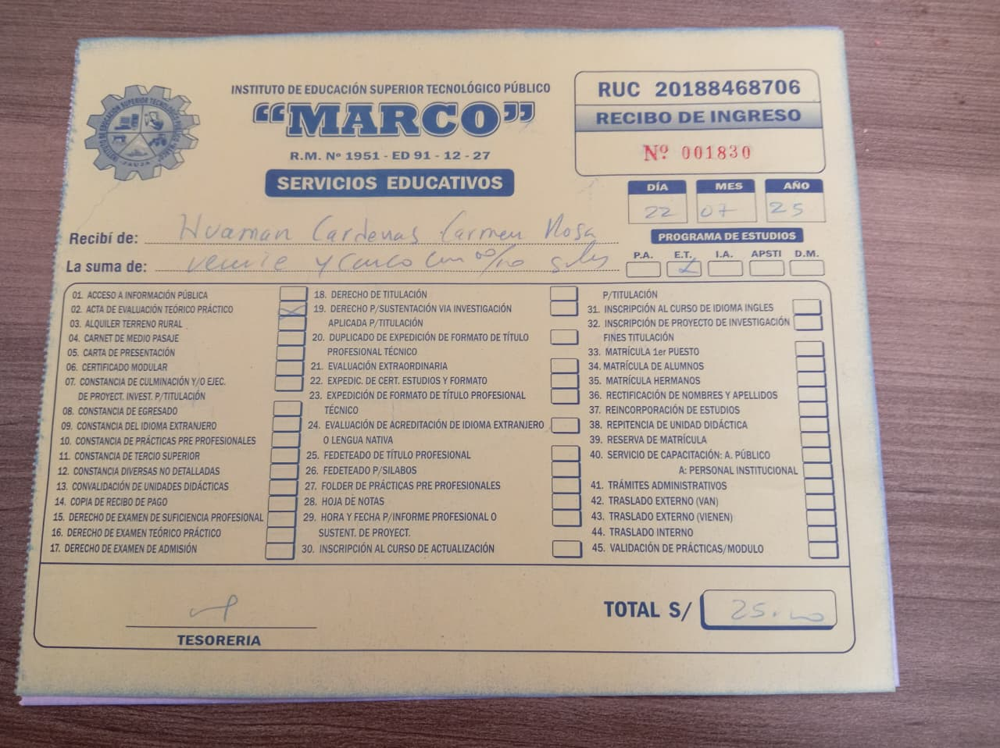 INSTITUTO DE EDUCACIÓN SUPERIOR TECNOLÓGICO PÚBLICO
“MARCO”
R.M. Nº 1951 - ED 91 - 12 - 27
SERVICIOS EDUCATIVOS
JAUJA
RUC 20188468706
RECIBO DE INGRESO
Nº 001830
DÍA MES AÑO
22 07 25
Recibí de: Huaman Cardenas Carmen Rosa
La suma de: veinte y cinco con 00/100 soles
PROGRAMA DE ESTUDIOS
P.A. E.T. I.A. APSTI D.M.
01. ACCESO A INFORMACIÓN PÚBLICA
02. ACTA DE EVALUACIÓN TEÓRICO PRÁCTICO
03. ALQUILER TERRENO RURAL
04. CARNET DE MEDIO PASAJE
05. CARTA DE PRESENTACIÓN
06. CERTIFICADO MODULAR
07. CONSTANCIA DE CULMINACIÓN Y/O EJEC.
DE PROYECT. INVEST. P/TITULACIÓN
08. CONSTANCIA DE EGRESADO
09. CONSTANCIA DEL IDIOMA EXTRANJERO
10. CONSTANCIA DE PRÁCTICAS PRE PROFESIONALES
11. CONSTANCIA DE TERCIO SUPERIOR
12. CONSTANCIA DIVERSAS NO DETALLADAS
13. CONVALIDACIÓN DE UNIDADES DIDÁCTICAS
14. COPIA DE RECIBO DE PAGO
15. DERECHO DE EXAMEN DE SUFICIENCIA PROFESIONAL
16. DERECHO DE EXAMEN TEÓRICO PRÁCTICO
17. DERECHO DE EXAMEN DE ADMISIÓN
18. DERECHO DE TITULACIÓN
19. DERECHO P/SUSTENTACIÓN VIA INVESTIGACIÓN
APLICADA P/TITULACIÓN
20. DUPLICADO DE EXPEDICIÓN DE FORMATO DE TÍTULO
PROFESIONAL TÉCNICO
21. EVALUACIÓN EXTRAORDINARIA
22. EXPEDIC. DE CERT. ESTUDIOS Y FORMATO
23. EXPEDICIÓN DE FORMATO DE TÍTULO PROFESIONAL
TÉCNICO
24. EVALUACIÓN DE ACREDITACIÓN DE IDIOMA EXTRANJERO
O LENGUA NATIVA
25. FEDETEADO DE TÍTULO PROFESIONAL
26. FEDETEADO P/SILABOS
27. FOLDER DE PRÁCTICAS PRE PROFESIONALES
28. HOJA DE NOTAS
29. HORA Y FECHA P/INFORME PROFESIONAL O
SUSTENT. DE PROYECT.
30. INSCRIPCIÓN AL CURSO DE ACTUALIZACIÓN
P/TITULACIÓN
31. INSCRIPCIÓN AL CURSO DE IDIOMA INGLES
32. INSCRIPCIÓN DE PROYECTO DE INVESTIGACIÓN
FINES TITULACIÓN
33. MATRÍCULA 1er PUESTO
34. MATRÍCULA DE ALUMNOS
35. MATRÍCULA HERMANOS
36. RECTIFICACIÓN DE NOMBRES Y APELLIDOS
37. REINCORPORACIÓN DE ESTUDIOS
38. REPITENCIA DE UNIDAD DIDÁCTICA
39. RESERVA DE MATRÍCULA
40. SERVICIO DE CAPACITACIÓN: A. PÚBLICO
A: PERSONAL INSTITUCIONAL
41. TRÁMITES ADMINISTRATIVOS
42. TRASLADO EXTERNO (VAN)
43. TRASLADO EXTERNO (VIENEN)
44. TRASLADO INTERNO
45. VALIDACIÓN DE PRÁCTICAS/MODULO
TESORERIA
TOTAL S/ 25.00